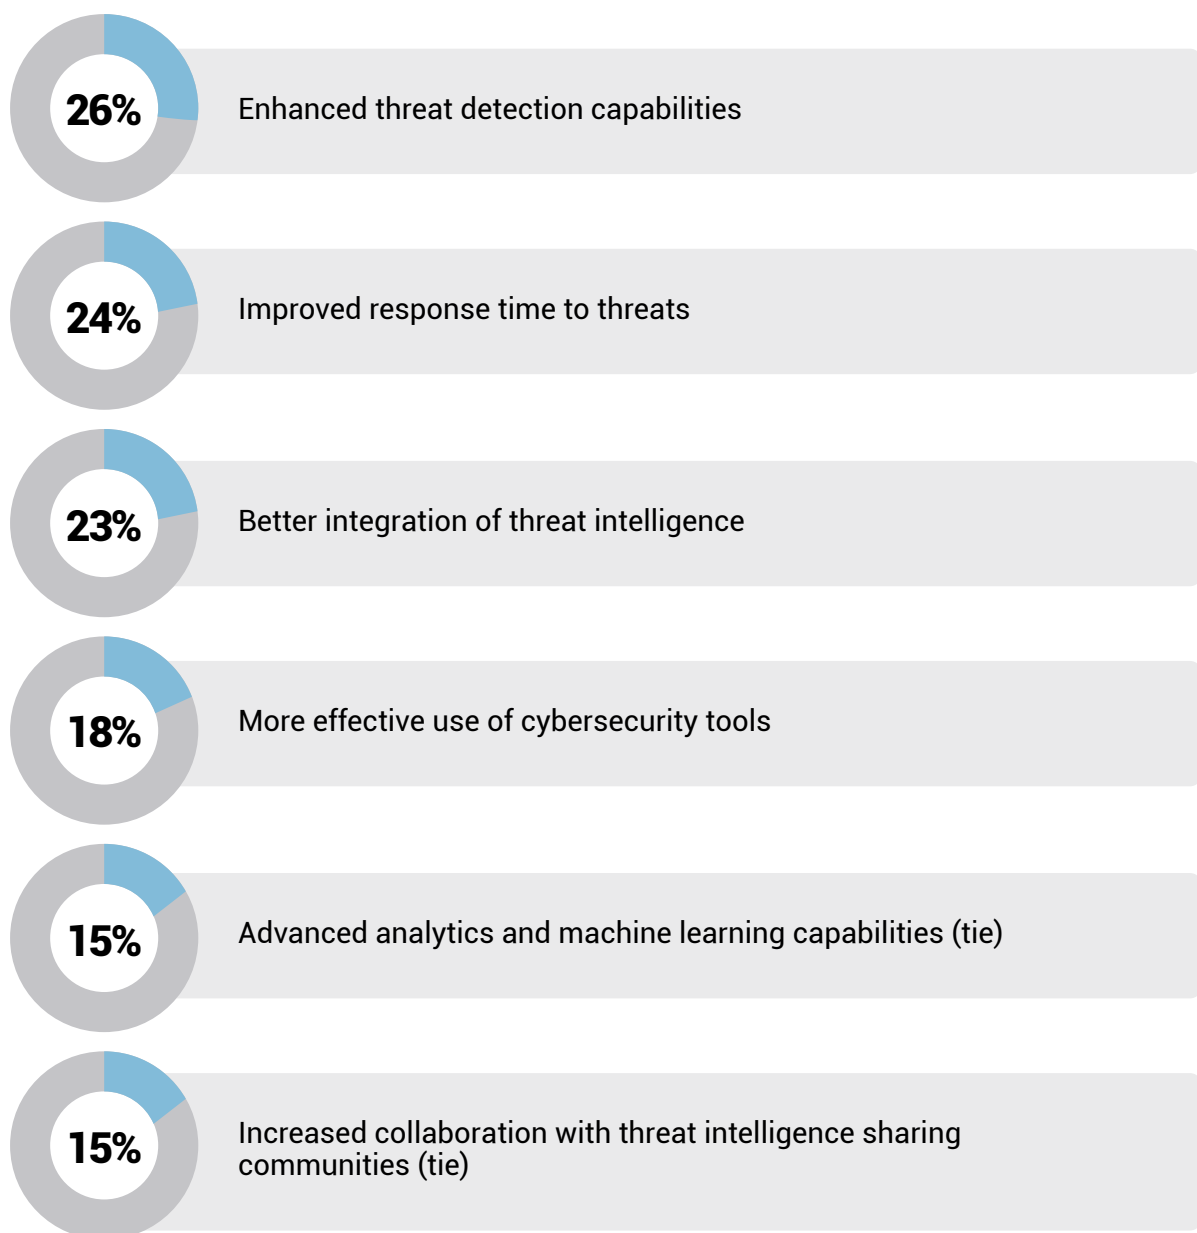 26%
Enhanced threat detection capabilities
24%
Improved response time to threats
23%
Better integration of threat intelligence
18%
More effective use of cybersecurity tools
15%
Advanced analytics and machine learning capabilities (tie)
15%
Increased collaboration with threat intelligence sharing
communities (tie)